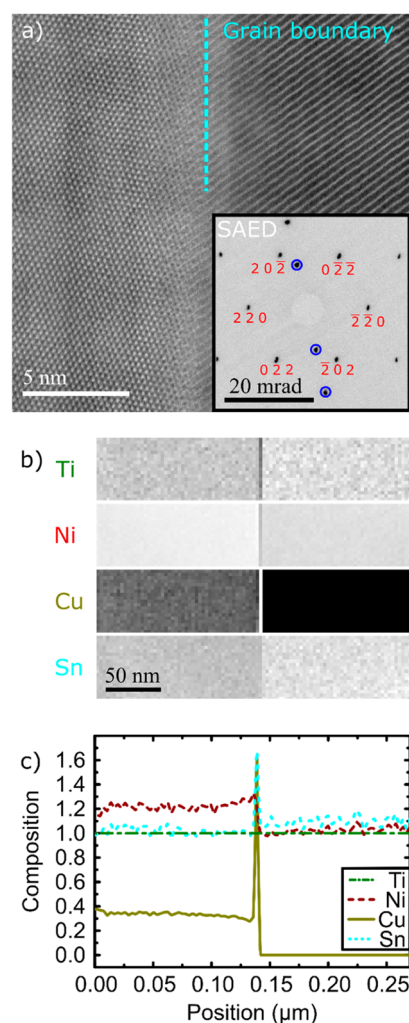 a)
Grain boundary
5 nm
SAED
2 0 2̄
0 2̄ 2̄
2 2 0
2̄ 2̄ 0
0 2 2
2̄ 0 2
20 mrad
b)
Ti
Ni
Cu
Sn
50 nm
c)
Composition
1.6
1.4
1.2
1.0
0.8
0.6
0.4
0.2
0.0
Ti
Ni
Cu
Sn
0.00 0.05 0.10 0.15 0.20 0.25
Position (µm)